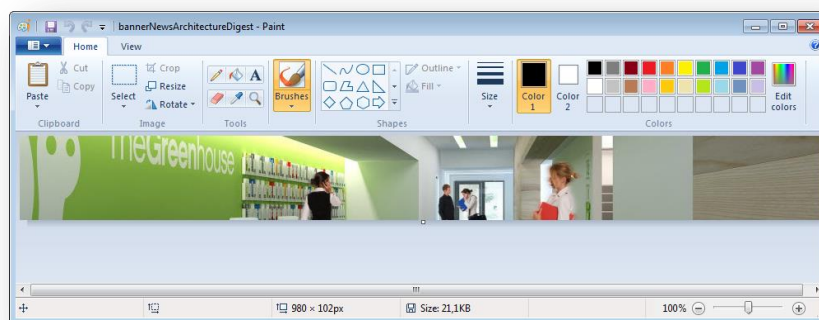 bannerNewsArchitectureDigest - Paint
Home View
Paste
Cut
Copy
Clipboard
Select
Crop
Resize
Rotate
Image
A
Tools
Brushes
Outline
Fill
Shapes
Size
Color 1
Color 2
Edit colors
Colors
TheGreenhouse
980 × 102px
Size: 21,1KB
100%